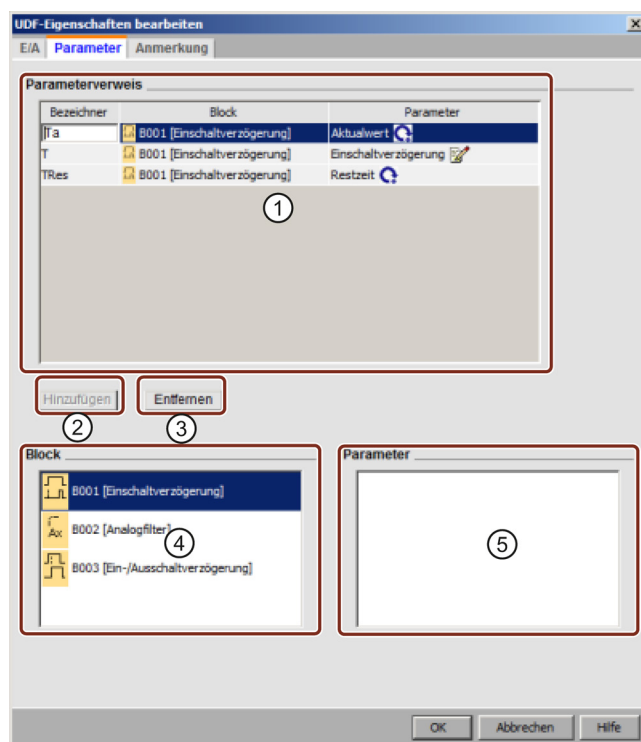 UDF-Eigenschaften bearbeiten
E/A Parameter Anmerkung
Parameterverweis
Bezeichner Block Parameter
Ta B001 [Einschaltverzögerung] Aktualwert
T B001 [Einschaltverzögerung] Einschaltverzögerung
TRes B001 [Einschaltverzögerung] Restzeit
1
Hinzufügen Entfernen
2 3
Block Parameter
B001 [Einschaltverzögerung]
Ax B002 [Analogfilter]
4 5
B003 [Ein-/Ausschaltverzögerung]
OK Abbrechen Hilfe